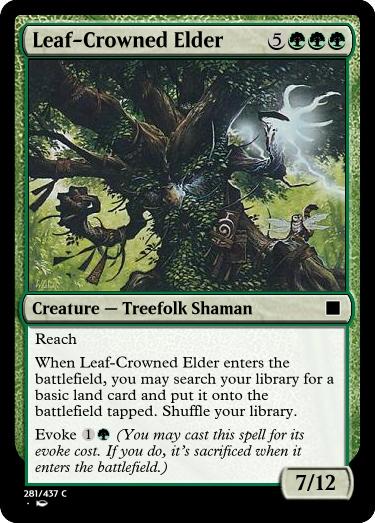 Leaf-Crowned Elder 5
Creature — Treefolk Shaman
Reach
When Leaf-Crowned Elder enters the
battlefield, you may search your library for a
basic land card and put it onto the
battlefield tapped. Shuffle your library.
Evoke 1 (You may cast this spell for its
evoke cost. If you do, it's sacrificed when it
enters the battlefield.)
7/12
281/437 C